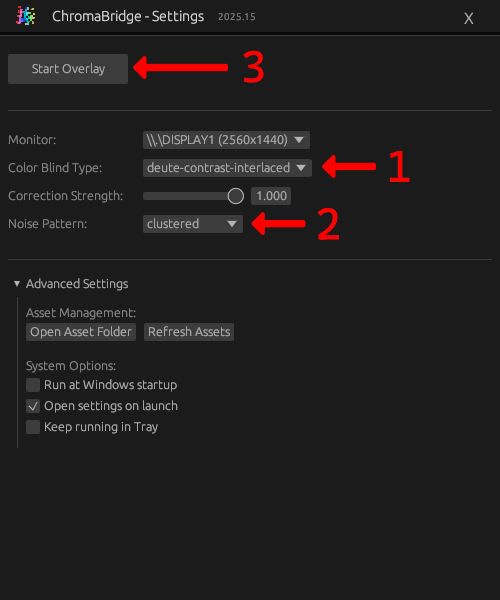 ChromaBridge - Settings 2025.15 X
Start Overlay 3
Monitor: \\.\DISPLAY1 (2560x1440)
Color Blind Type: deute-contrast-interlaced 1
Correction Strength: 1.000
Noise Pattern: clustered 2
Advanced Settings
Asset Management:
Open Asset Folder Refresh Assets
System Options:
Run at Windows startup
Open settings on launch
Keep running in Tray